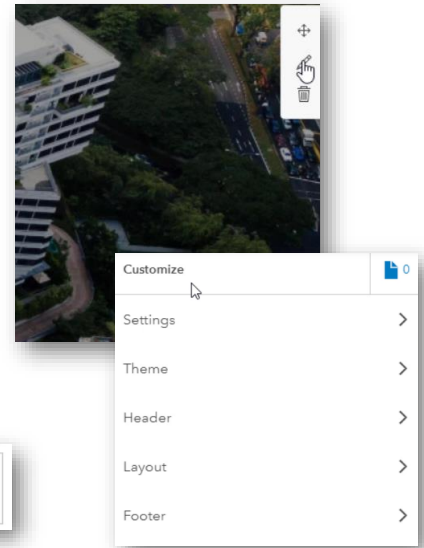 Customize 0
Settings
Theme
Header
Layout
Footer